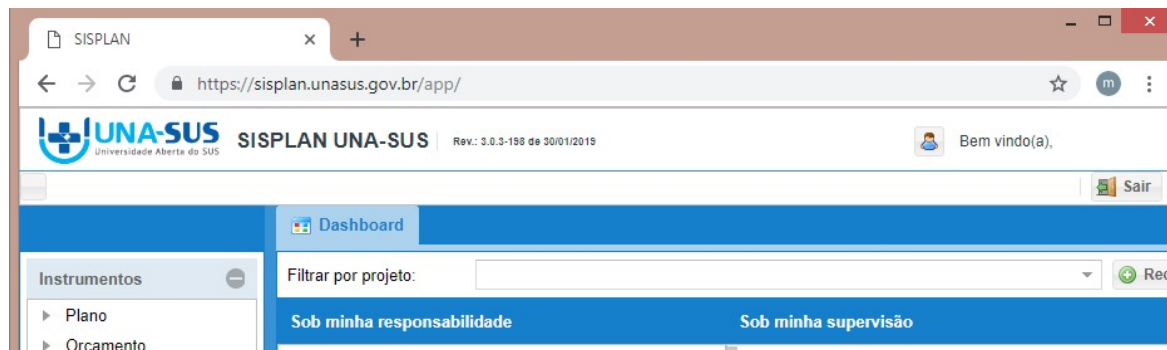 SISPLAN
https://sisplan.unasus.gov.br/app/
m
UNA-SUS
Universidade Aberta do SUS
SISPLAN UNA-SUS
Rev.: 3.0.3-198 de 30/01/2019
Bem vindo(a),
Sair
Dashboard
Instrumentos
Filtrar por projeto:
Rec
Plano
Sob minha responsabilidade
Sob minha supervisão
Orcamento